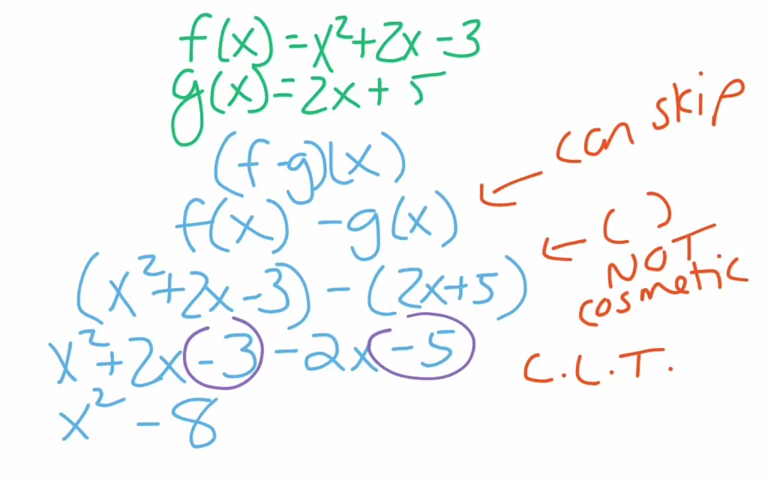 f(x) = x² + 2x - 3
g(x) = 2x + 5
(f-g)(x)
can skip
f(x) - g(x)
( ) NOT
cosmetic
(x² + 2x - 3) - (2x + 5)
x² + 2x - 3 - 2x - 5
C.L.T.
x² - 8